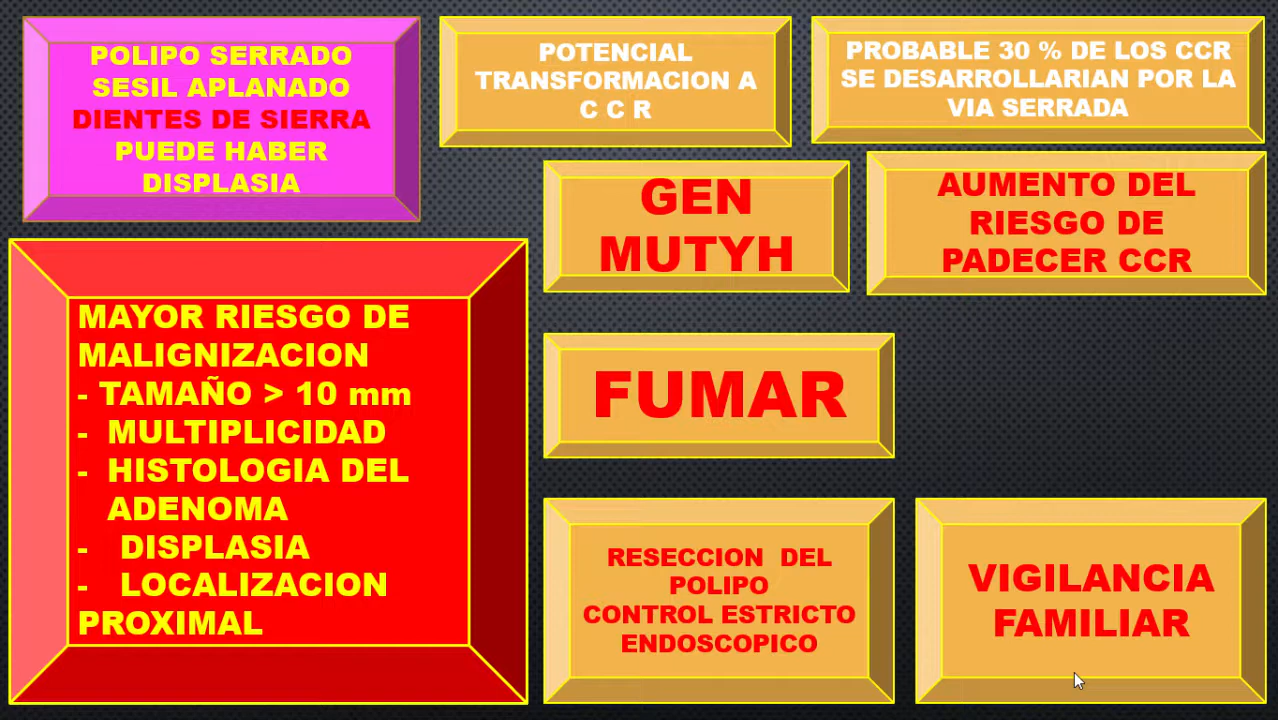 POLIPO SERRADO
SESIL APLANADO
DIENTES DE SIERRA
PUEDE HABER
DISPLASIA
POTENCIAL
TRANSFORMACION A
C C R
PROBABLE 30 % DE LOS CCR
SE DESARROLLARIAN POR LA
VIA SERRADA
GEN
MUTYH
AUMENTO DEL
RIESGO DE
PADECER CCR
MAYOR RIESGO DE
MALIGNIZACION
- TAMAÑO > 10 mm
- MULTIPLICIDAD
- HISTOLOGIA DEL
ADENOMA
- DISPLASIA
- LOCALIZACION
PROXIMAL
FUMAR
RESECCION DEL
POLIPO
CONTROL ESTRICTO
ENDOSCOPICO
VIGILANCIA
FAMILIAR